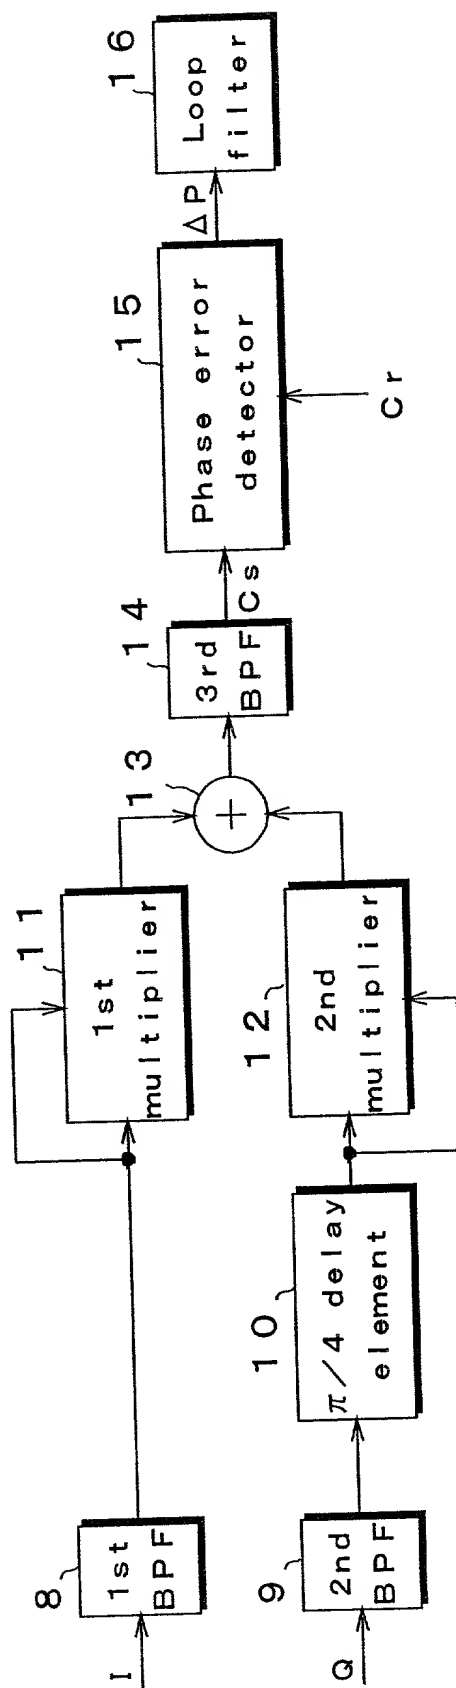 I
8
1st
BPF
11
1st
multiplier
Q
9
2nd
BPF
10
π/4 delay
element
12
2nd
multiplier
13
+
14
3rd
BPF
Cs
15
Phase error
detector
Cr
ΔP
16
Loop
filter